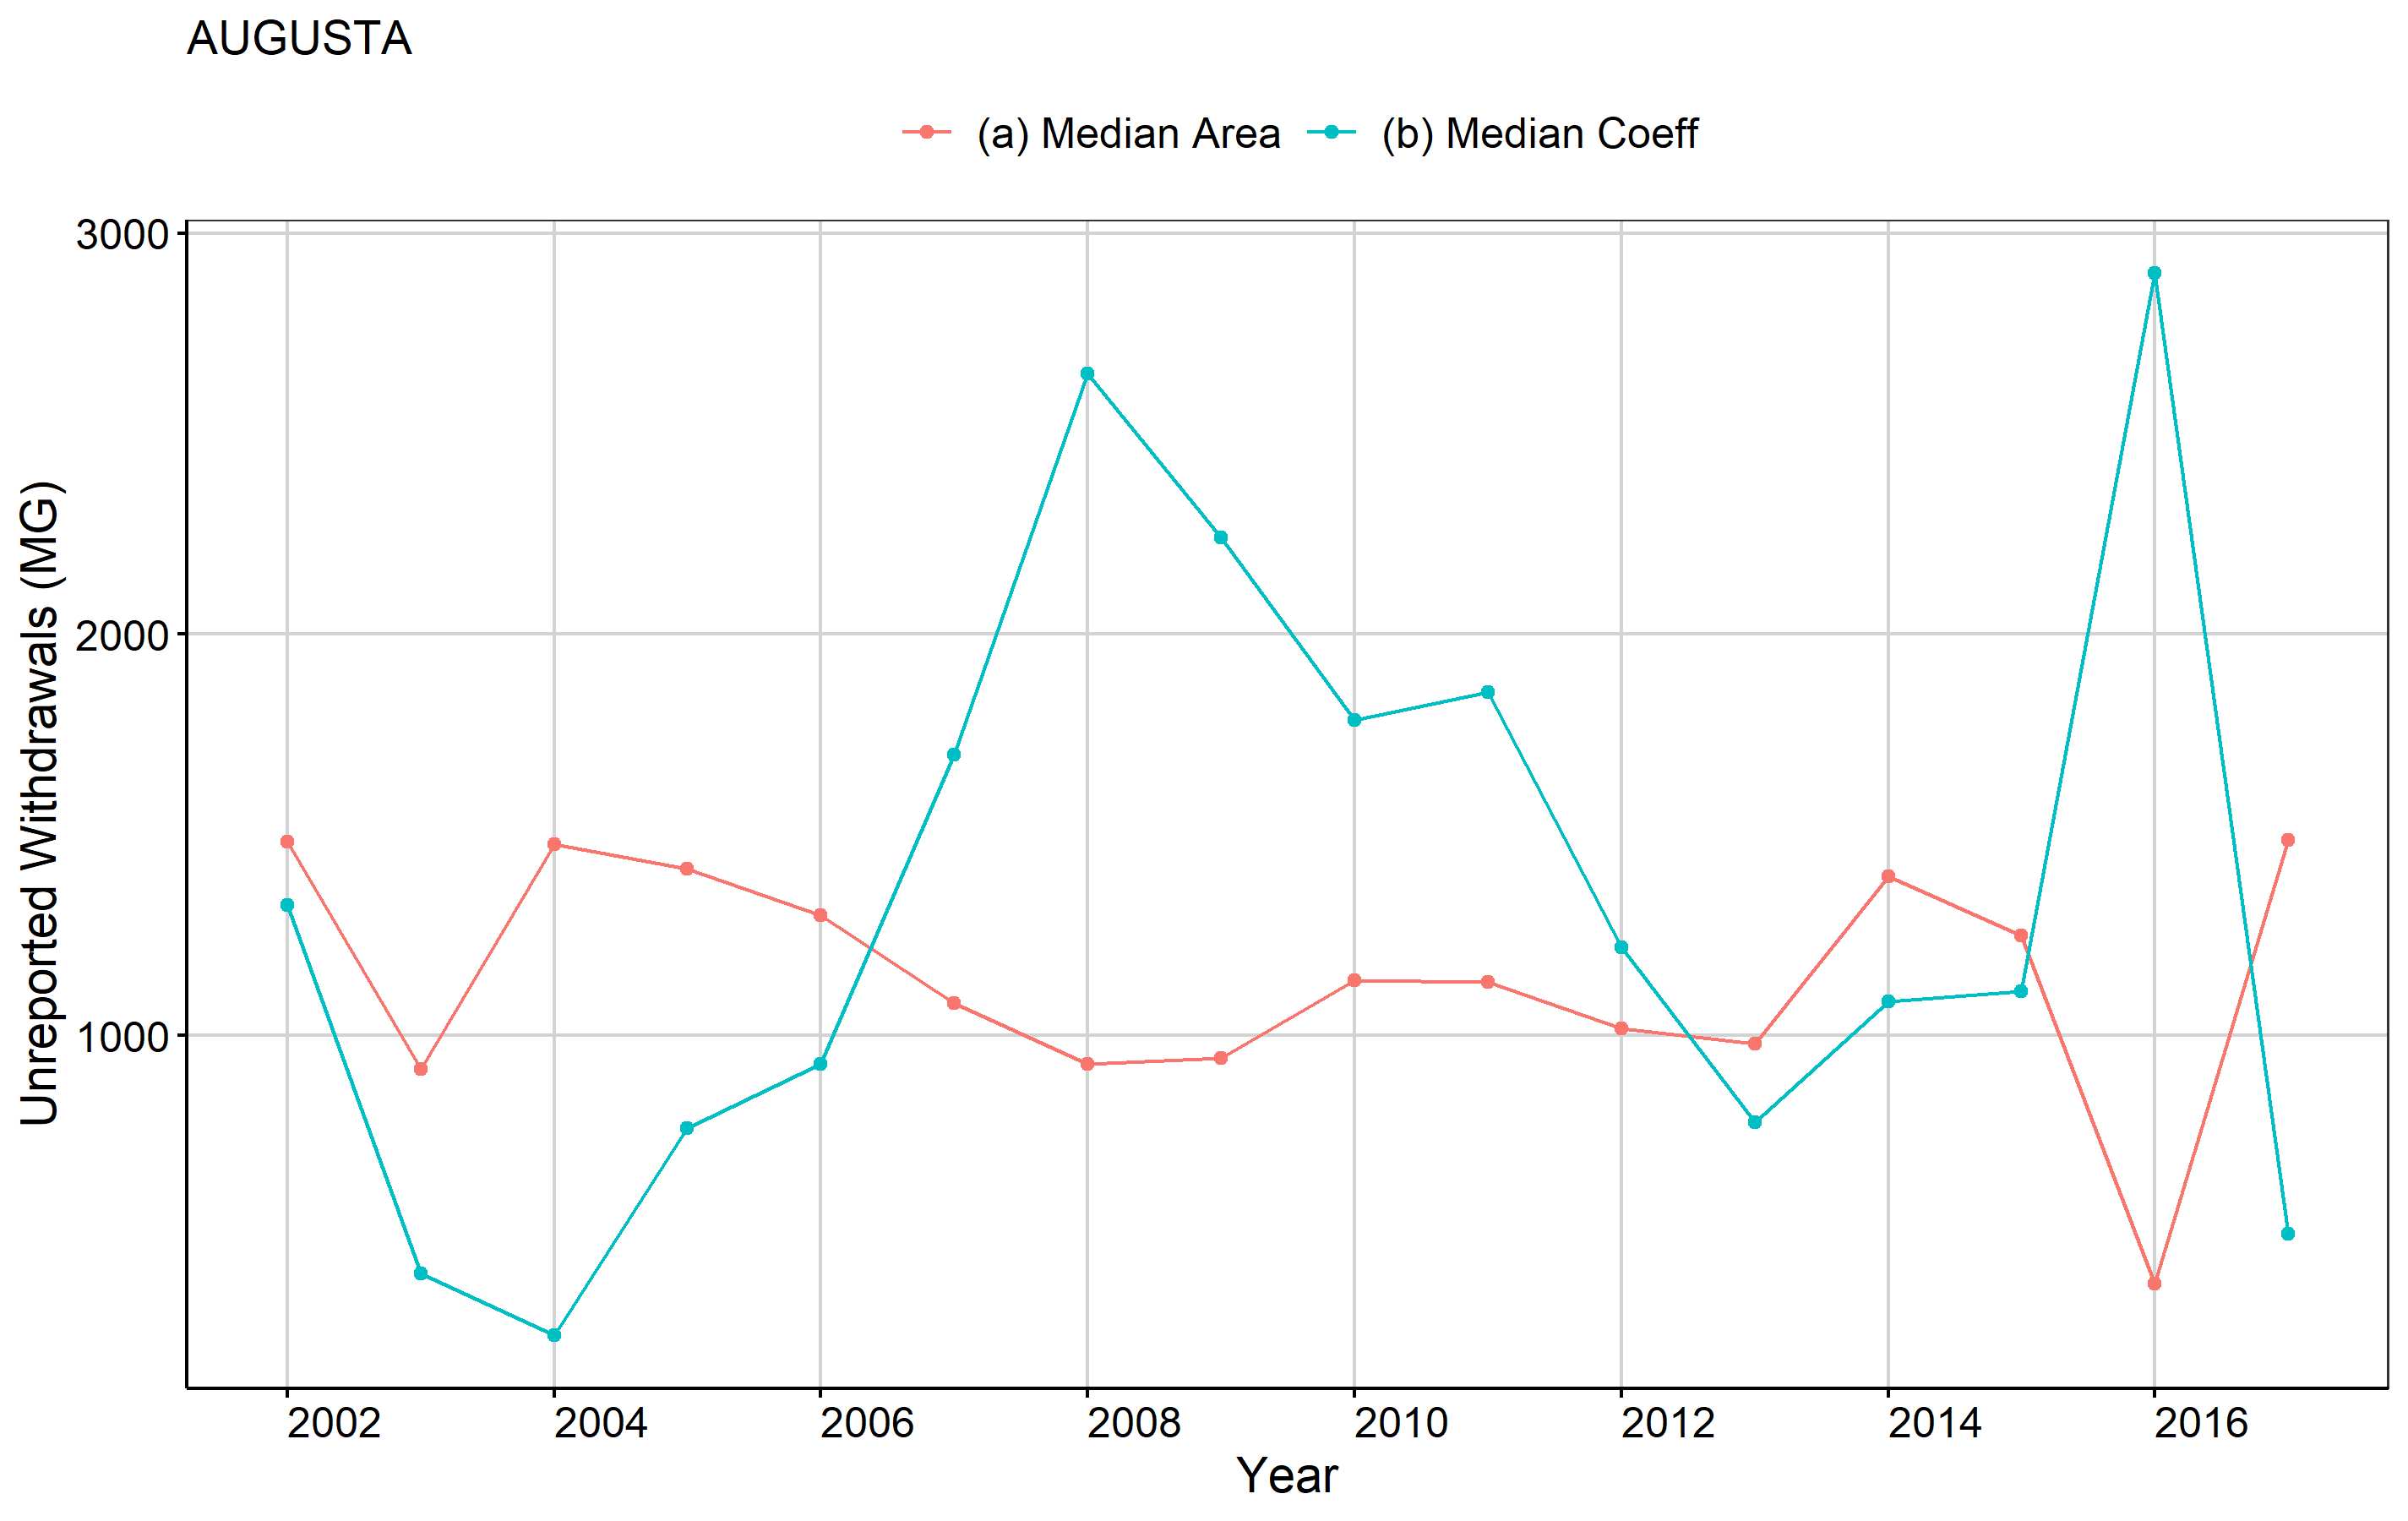 AUGUSTA
(a) Median Area (b) Median Coeff
3000
2000
1000
Unreported Withdrawals (MG)
2002 2004 2006 2008 2010 2012 2014 2016
Year